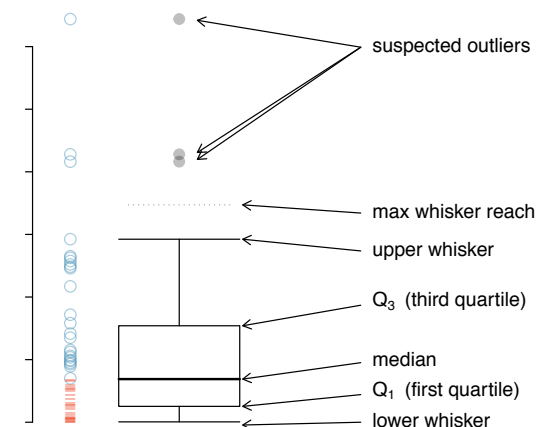 suspected outliers
max whisker reach
upper whisker
Q₃ (third quartile)
median
Q₁ (first quartile)
lower whisker